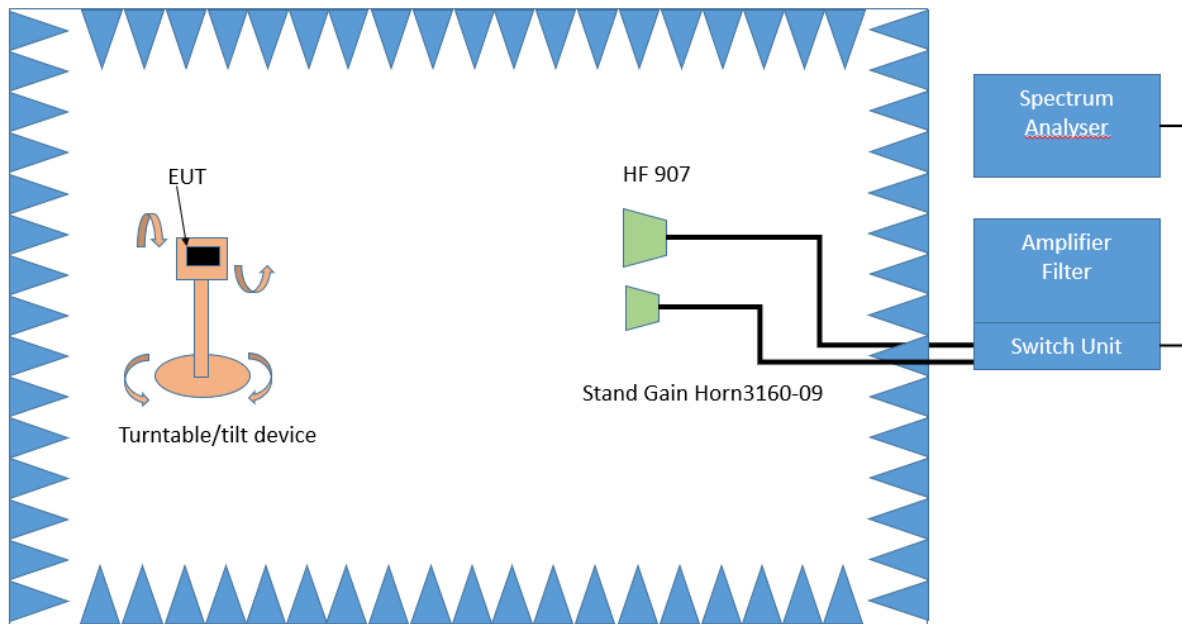 Spectrum
Analyser
EUT
HF 907
Amplifier
Filter
Switch Unit
Stand Gain Horn3160-09
Turntable/tilt device